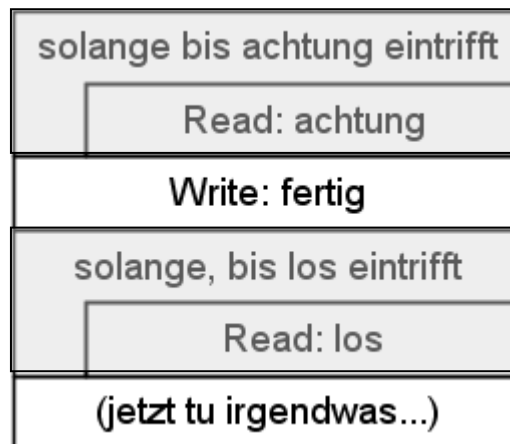 solange bis achtung eintrifft
Read: achtung
Write: fertig
solange, bis los eintrifft
Read: los
(jetzt tu irgendwas...)